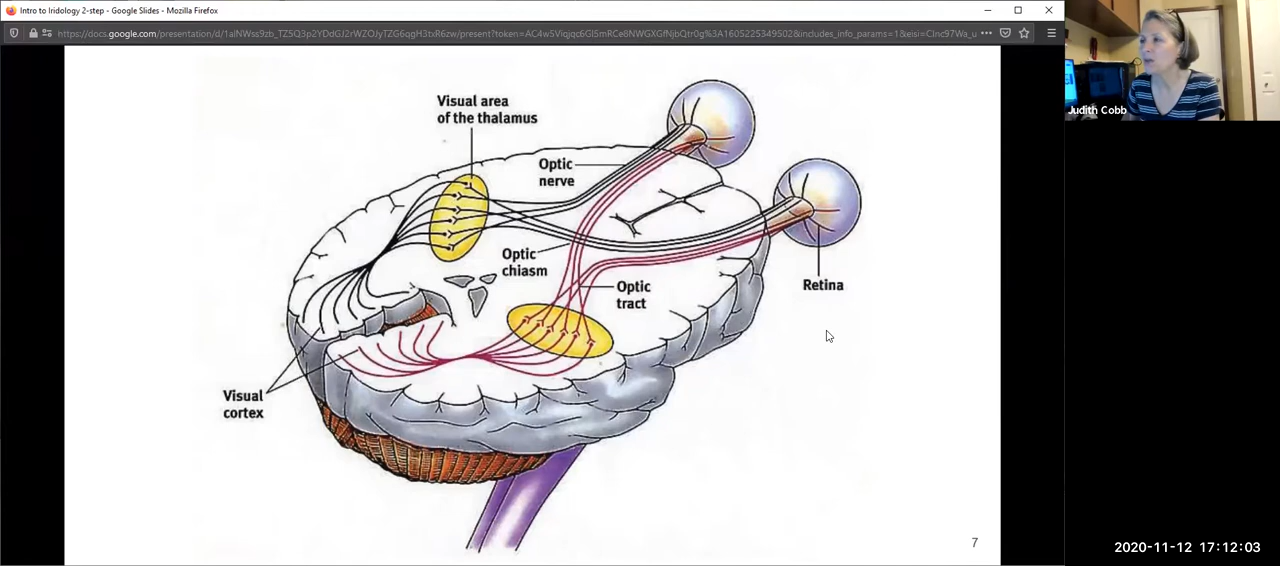 Intro to Iridology 2-step - Google Slides - Mozilla Firefox
Judith Cobb
Visual area
of the thalamus
Optic
nerve
Optic
chiasm
Optic
tract
Retina
Visual
cortex
7
2020-11-12 17:12:03